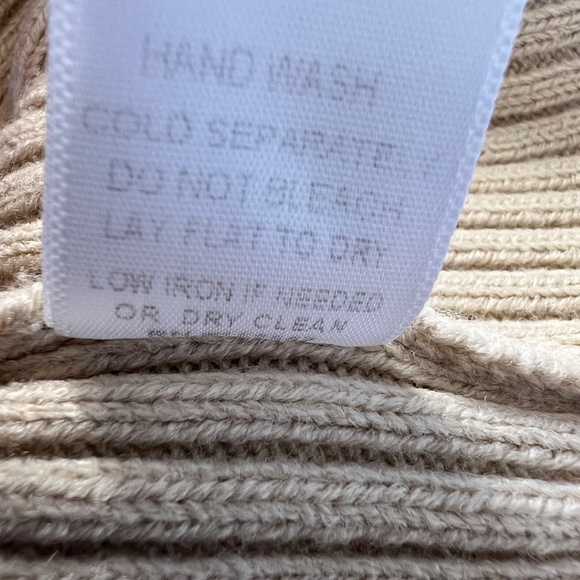 HAND WASH
COLD SEPARATELY
DO NOT BLEACH
LAY FLAT TO DRY
LOW IRON IF NEEDED
OR DRY CLEAN